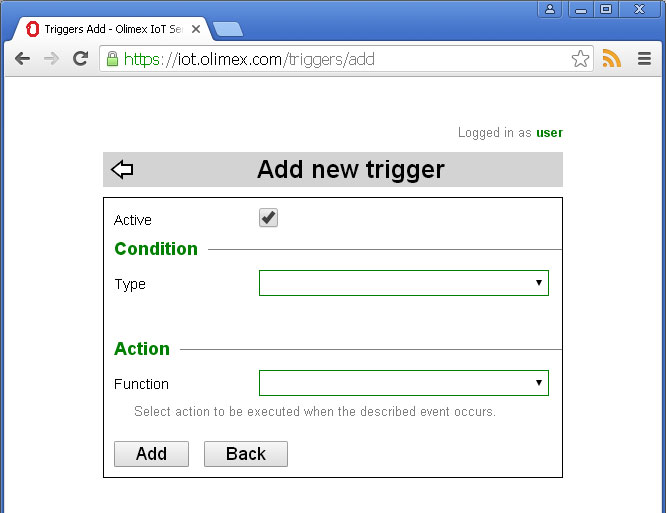 Triggers Add - Olimex IoT Se
https://iot.olimex.com/triggers/add
Logged in as user
Add new trigger
Active
Condition
Type
Action
Function
Select action to be executed when the described event occurs.
Add Back